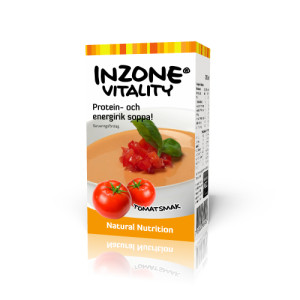 INZONE®
VITALITY
Protein- och
energirik soppa!
TOMATSMAK
Natural Nutrition